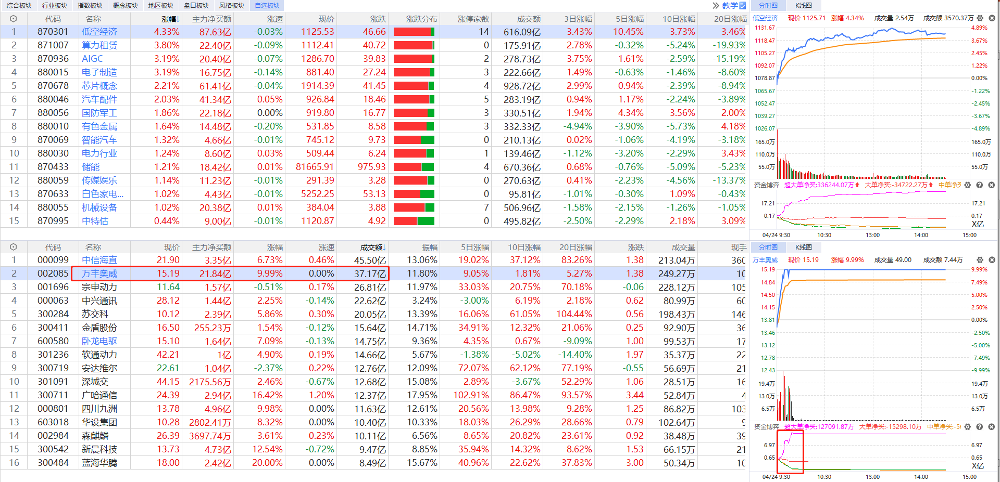 综合板块 行业板块 指数板块 概念板块 地区板块 盘口板块 风格板块 自选板块 教学
代码 名称 涨幅↓ 主力净买额 涨速 现价 涨跌 涨跌分布 涨停家数 成交额 3日涨幅 5日涨幅 10日涨幅 20日涨幅
1 870301 低空经济 4.33% 87.63亿 -0.03% 1125.53 46.66 14 616.09亿 3.43% 10.45% 3.73% 3.46%
2 871007 算力租赁 3.80% 22.40亿 -0.09% 1112.41 40.72 0 175.91亿 2.78% -0.32% -5.24% -19.93%
3 870936 AIGC 3.19% 20.40亿 -0.07% 1286.70 39.83 2 278.73亿 3.75% 1.61% -2.59% -15.19%
4 880015 电子制造 3.19% 16.75亿 -0.14% 881.40 27.24 3 222.66亿 1.49% -0.63% -1.46% -8.60%
5 870678 芯片概念 2.21% 61.41亿 -0.04% 1914.39 41.45 4 928.72亿 2.99% 0.94% -2.39% -8.94%
6 880046 汽车配件 2.03% 41.34亿 0.05% 926.84 18.46 5 283.19亿 0.94% 1.17% -2.24% -3.89%
7 880056 国防军工 1.86% 22.18亿 0.00% 919.80 16.77 3 330.51亿 1.94% 4.34% 3.56% 2.00%
8 880010 有色金属 1.64% 14.48亿 -0.20% 531.85 8.58 3 332.33亿 -4.94% -3.90% -5.73% 4.18%
9 870069 智能汽车 1.32% 4.66亿 -0.01% 745.12 9.73 0 210.13亿 0.02% -1.06% -4.19% -3.18%
10 880030 电力行业 1.24% 8.60亿 0.03% 509.44 6.24 1 139.46亿 -1.12% -3.20% -2.29% 3.43%
11 870433 储能 1.21% 18.42亿 0.01% 81665.91 975.93 4 670.36亿 0.68% -0.76% -5.09% -5.23%
12 880059 传媒娱乐 1.14% 11.23亿 -0.01% 291.39 3.28 0 270.63亿 0.41% -2.23% -4.56% -13.37%
13 870633 白色家电... 1.02% 4.43亿 -0.01% 5252.25 53.13 0 95.81亿 -1.01% -0.30% 1.09% -0.43%
14 880055 机械设备 1.02% 20.38亿 0.01% 384.04 3.88 7 506.96亿 -1.58% -2.15% -1.26% -1.05%
15 870995 中特估 0.44% 9.00亿 -0.01% 1120.87 4.92 0 495.82亿 -2.50% -2.29% 2.18% 3.09%
代码 名称 现价 主力净买额 涨幅 涨速 成交额↓ 振幅 5日涨幅 10日涨幅 20日涨幅 涨跌 成交量 现手
1 000099 中信海直 21.90 3.35亿 6.73% 0.46% 45.50亿 13.06% 19.02% 37.12% 83.26% 1.38 213.04万 360
2 002085 万丰奥威 15.19 21.84亿 9.99% 0.00% 37.17亿 11.80% 9.05% 1.81% 5.27% 1.38 249.27万 10
3 001696 宗申动力 11.64 1.57亿 -0.51% 0.17% 26.81亿 11.97% 33.03% 20.75% 70.18% -0.06 228.12万 105
4 000063 中兴通讯 28.12 1.44亿 2.25% -0.14% 22.62亿 3.24% -3.00% 6.19% 2.18% 0.62 80.99万 60
5 300284 苏交科 10.12 2.39亿 5.86% 0.30% 20.05亿 13.39% 16.06% 61.05% 104.44% 0.56 198.43万 146
6 300411 金盾股份 16.50 255.23万 1.54% -0.12% 15.64亿 14.71% 34.91% 12.32% 21.06% 0.25 92.90万 36
7 600580 卧龙电驱 15.10 1.64亿 7.09% -0.13% 14.75亿 9.36% 4.35% 0.67% -9.09% 1.00 99.53万 17
8 301236 软通动力 42.21 1亿 4.90% 0.19% 14.66亿 5.67% -1.38% -5.02% -14.40% 1.97 35.37万 22
9 300719 安达维尔 22.61 1.04亿 -2.37% 0.22% 12.76亿 12.09% 72.07% 62.12% 77.19% -0.55 56.69万 21
10 301091 深城交 44.15 2175.56万 2.46% -0.67% 12.68亿 15.08% 2.89% -3.67% 52.29% 1.06 28.51万 16
11 300711 广哈通信 24.39 2.94亿 16.42% 1.20% 12.37亿 17.95% 102.91% 86.47% 93.57% 3.44 52.84万 4
12 000801 四川九洲 13.78 4.96亿 9.98% 0.00% 11.63亿 12.61% 20.56% 13.98% 9.28% 1.25 86.82万 103
13 603018 华设集团 10.28 2802.41万 8.32% 0.00% 10.40亿 10.33% 18.03% 26.29% 28.66% 0.79 102.64万 9
14 002984 森麒麟 26.39 3697.74万 3.61% 0.23% 10.11亿 6.56% 8.65% 20.82% 23.61% 0.92 38.48万 39
15 300542 新晨科技 13.73 4.73亿 12.54% -0.72% 9.47亿 8.85% 35.94% 14.32% 8.62% 1.53 66.15万 21
16 300484 蓝海华腾 18.00 2.42亿 20.00% 0.00% 8.49亿 15.67% 40.96% 22.62% 37.83% 3.00 50.34万 10
分时图 K线图
低空经济 现价 1125.71 涨幅 4.34% 成交量 2.54万 成交额 3570.37万
1131.67 4.89%
1118.47 3.67%
1105.27 2.45%
1092.07 1.22%
1078.87 0.00%
1065.67 -1.22%
1052.47 -2.45%
1039.27 -3.67%
1026.07 -4.89%
165.0万 165.0万
110.0万 110.0万
55.0万 55.0万
资金博弈 超大单净买:336244.07万 大单净买:-34722.27万 中单净买
17.21 17.21
0.17 0.17
X亿
04/24 9:30 10:30 13:00 14:00 15:00
分时图 K线图
万丰奥威 现价 15.19 涨幅 9.99% 成交量 49.00 成交额 7.44万
15.19 9.99%
14.84 7.49%
14.50 5.00%
14.15 2.50%
13.81 0.00%
13.46 -2.50%
13.12 -5.00%
12.78 -7.49%
12.43 -9.99%
19.4万 19.4万
13.0万 13.0万
6.5万 6.5万
资金博弈 超大单净买:127091.87万 大单净买:-15298.10万 中单净买:-5
6.97 6.97
0.65 0.65
X亿
04/24 9:30 10:30 13:00 14:00 15:00